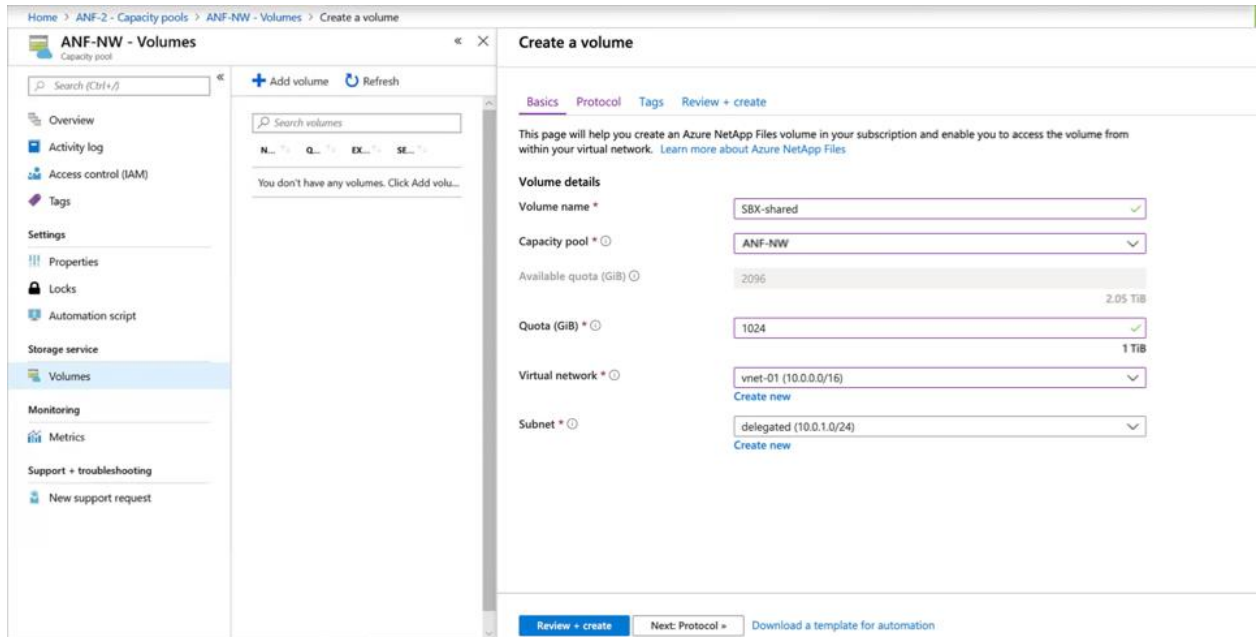 Home > ANF-2 - Capacity pools > ANF-NW - Volumes > Create a volume
ANF-NW - Volumes
Capacity pool
Search (Ctrl+/)
Overview
Activity log
Access control (IAM)
Tags
Settings
Properties
Locks
Automation script
Storage service
Volumes
Monitoring
Metrics
Support + troubleshooting
New support request
Add volume Refresh
Search volumes
N... Q... EX... SE...
You don't have any volumes. Click Add volu...
Create a volume
Basics Protocol Tags Review + create
This page will help you create an Azure NetApp Files volume in your subscription and enable you to access the volume from
within your virtual network. Learn more about Azure NetApp Files
Volume details
Volume name * SBX-shared
Capacity pool * ANF-NW
Available quota (GiB) 2096
2.05 TiB
Quota (GiB) * 1024
1 TiB
Virtual network * vnet-01 (10.0.0.0/16)
Create new
Subnet * delegated (10.0.1.0/24)
Create new
Review + create Next: Protocol » Download a template for automation